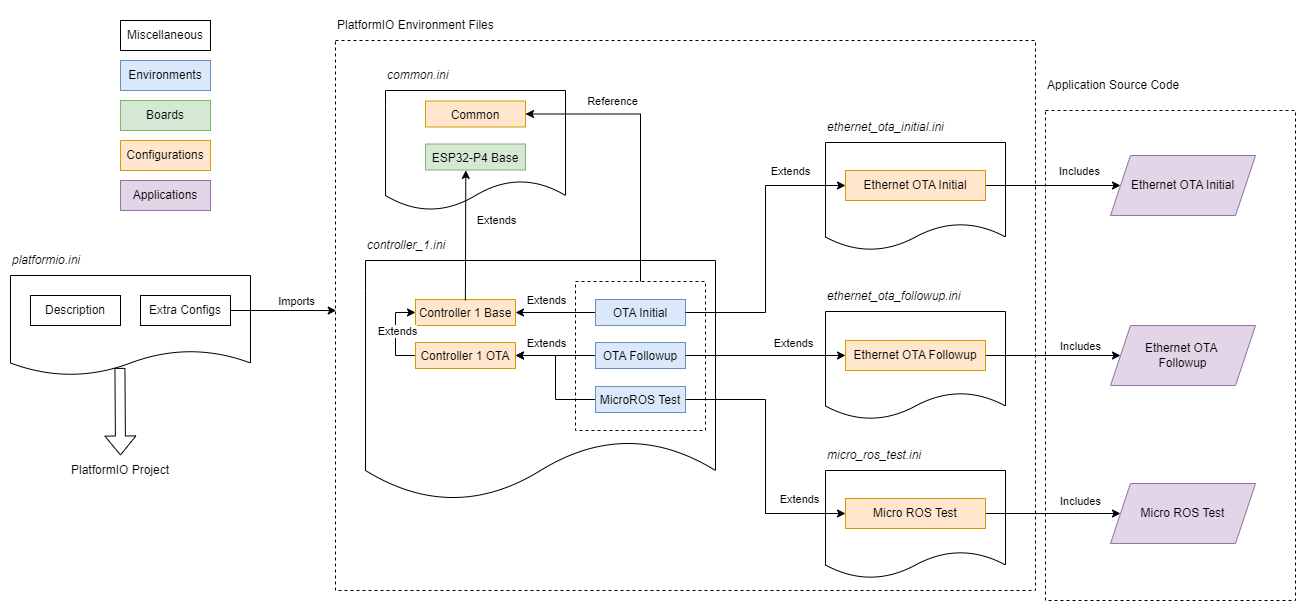 Miscellaneous
Environments
Boards
Configurations
Applications
platformio.ini
Description
Extra Configs
Imports
PlatformIO Project
PlatformIO Environment Files
common.ini
Common
Reference
ESP32-P4 Base
Extends
controller_1.ini
Controller 1 Base
Extends
OTA Initial
Extends
Controller 1 OTA
Extends
OTA Followup
MicroROS Test
ethernet_ota_initial.ini
Extends
Ethernet OTA Initial
ethernet_ota_followup.ini
Extends
Ethernet OTA Followup
micro_ros_test.ini
Extends
Micro ROS Test
Application Source Code
Includes
Ethernet OTA Initial
Includes
Ethernet OTA
Followup
Includes
Micro ROS Test